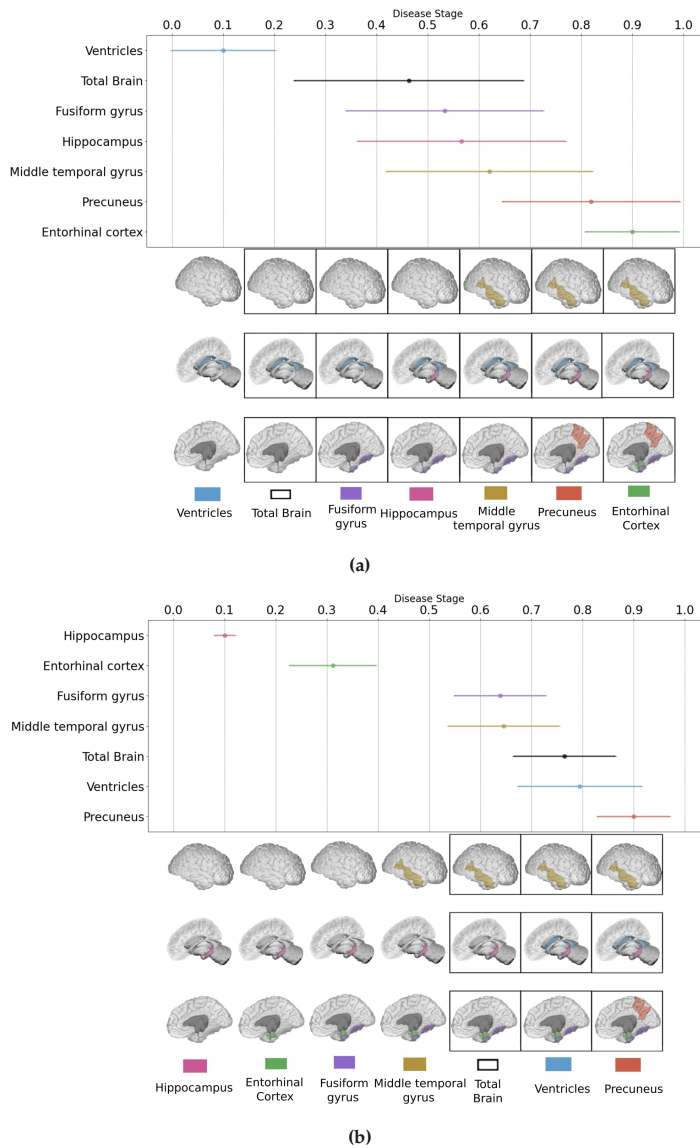 Disease Stage
0.0 0.1 0.2 0.3 0.4 0.5 0.6 0.7 0.8 0.9 1.0
Ventricles
Total Brain
Fusiform gyrus
Hippocampus
Middle temporal gyrus
Precuneus
Entorhinal cortex
Ventricles Total Brain Fusiform Hippocampus Middle Precuneus Entorhinal
gyrus temporal gyrus Cortex
(a)
Disease Stage
0.0 0.1 0.2 0.3 0.4 0.5 0.6 0.7 0.8 0.9 1.0
Hippocampus
Entorhinal cortex
Fusiform gyrus
Middle temporal gyrus
Total Brain
Ventricles
Precuneus
Hippocampus Entorhinal Fusiform Middle temporal Total Ventricles Precuneus
Cortex gyrus gyrus Brain
(b)